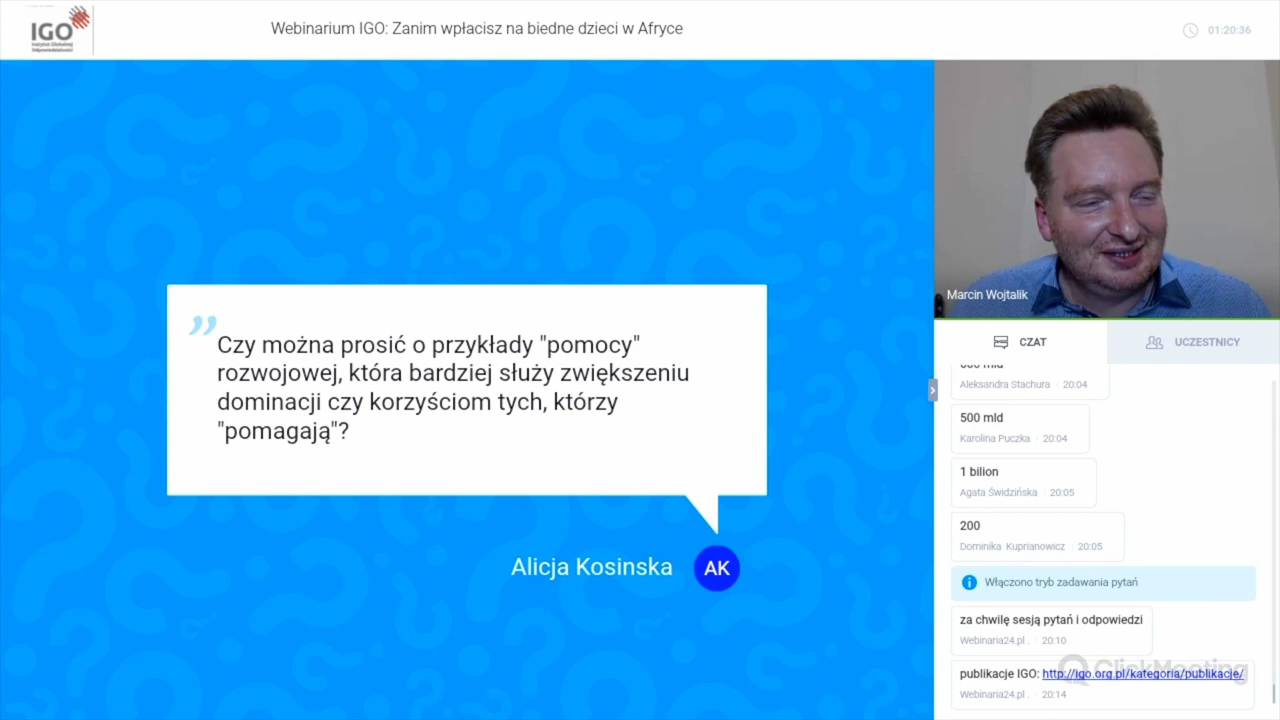 IGO
Instytut Globalnej
Odpowiedzialności
Webinarium IGO: Zanim wpłacisz na biedne dzieci w Afryce
01:20:36
Czy można prosić o przykłady "pomocy"
rozwojowej, która bardziej służy zwiększeniu
dominacji czy korzyściom tych, którzy
"pomagają"?
Alicja Kosinska
AK
Marcin Wojtalik
CZAT
UCZESTNICY
Aleksandra Stachura 20:04
500 mld
Karolina Puczka 20:04
1 bilion
Agata Świdzińska 20:05
200
Dominika Kuprianowicz 20:05
Włączono tryb zadawania pytań
za chwilę sesją pytań i odpowiedzi
Webinaria24.pl . 20:10
publikacje IGO: http://igo.org.pl/kategoria/publikacje/
Webinaria24.pl . 20:14
ClickMeeting